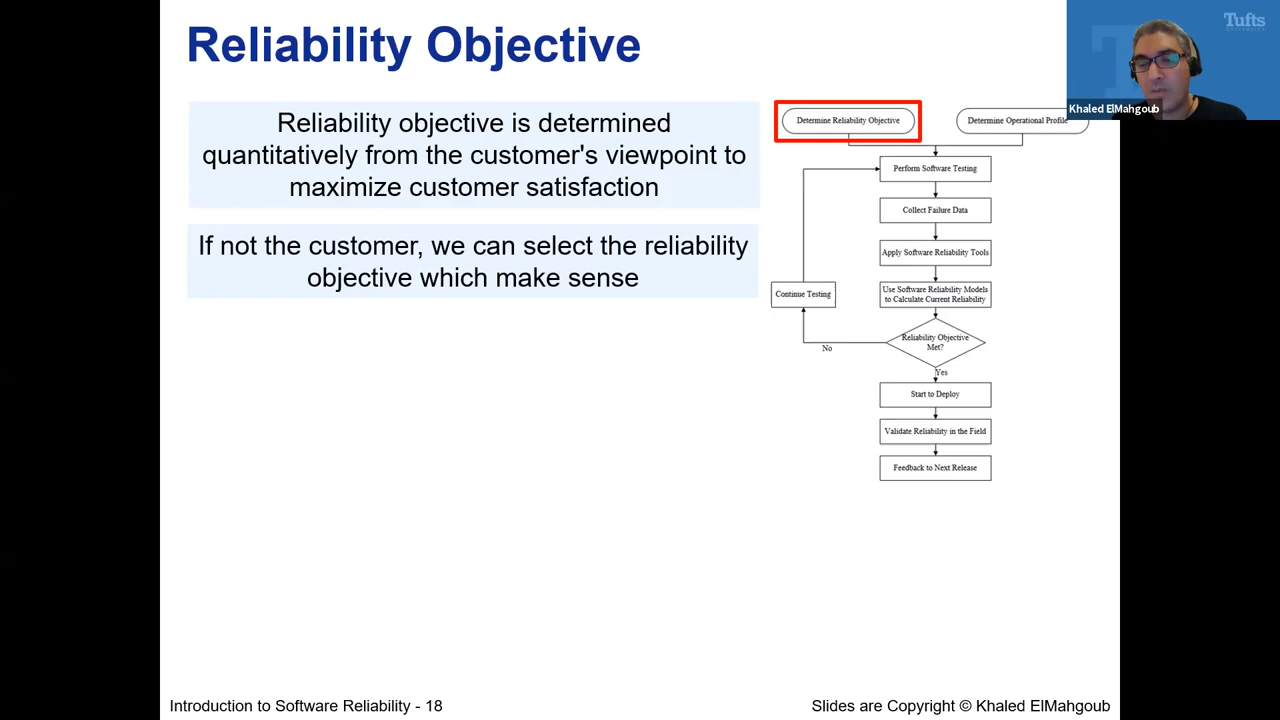 Reliability Objective
Tufts
UNIVERSITY
Khaled ElMahgoub
Reliability objective is determined
quantitatively from the customer's viewpoint to
maximize customer satisfaction
If not the customer, we can select the reliability
objective which make sense
Determine Reliability Objective
Determine Operational Profile
Perform Software Testing
Collect Failure Data
Apply Software Reliability Tools
Use Software Reliability Models
to Calculate Current Reliability
Continue Testing
Reliability Objective
Met?
No
Yes
Start to Deploy
Validate Reliability in the Field
Feedback to Next Release
Introduction to Software Reliability - 18
Slides are Copyright © Khaled ElMahgoub